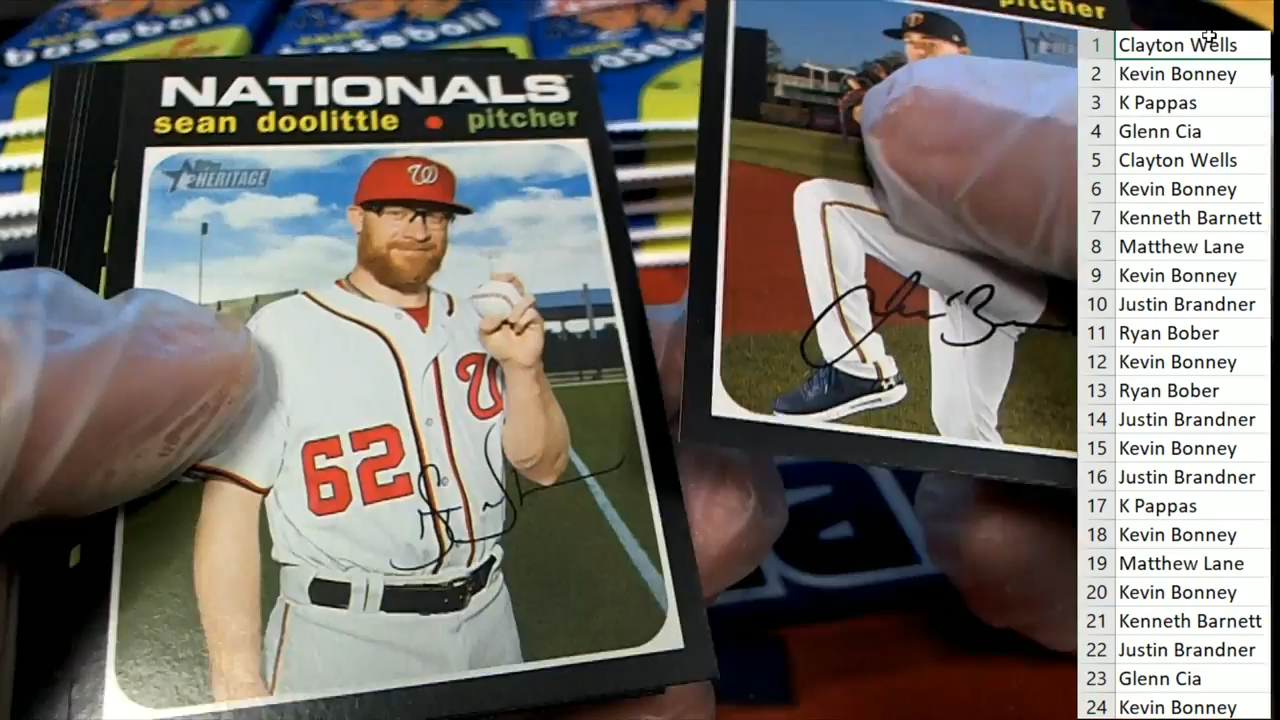 baseball
baseball
baseball
NATIONALS
sean doolittle • pitcher
Topps
HERITAGE
62
W
W
pitcher
1 Clayton Wells
2 Kevin Bonney
3 K Pappas
4 Glenn Cia
5 Clayton Wells
6 Kevin Bonney
7 Kenneth Barnett
8 Matthew Lane
9 Kevin Bonney
10 Justin Brandner
11 Ryan Bober
12 Kevin Bonney
13 Ryan Bober
14 Justin Brandner
15 Kevin Bonney
16 Justin Brandner
17 K Pappas
18 Kevin Bonney
19 Matthew Lane
20 Kevin Bonney
21 Kenneth Barnett
22 Justin Brandner
23 Glenn Cia
24 Kevin Bonney